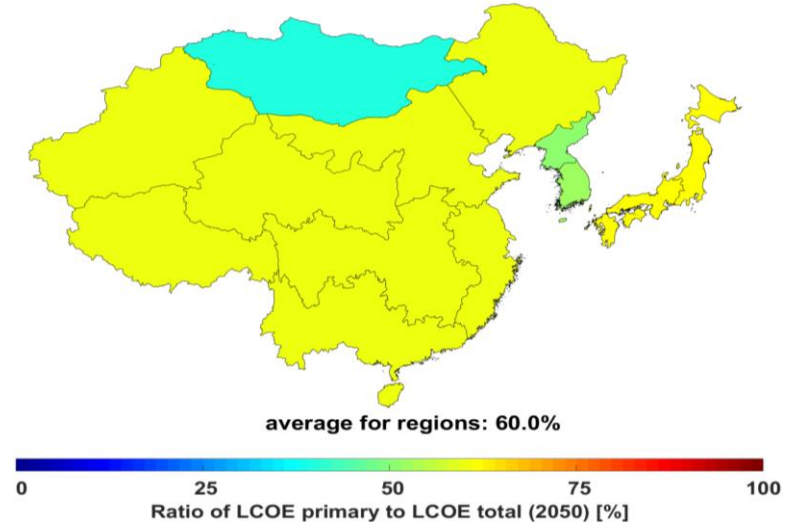 average for regions: 60.0%
0 25 50 75 100
Ratio of LCOE primary to LCOE total (2050) [%]